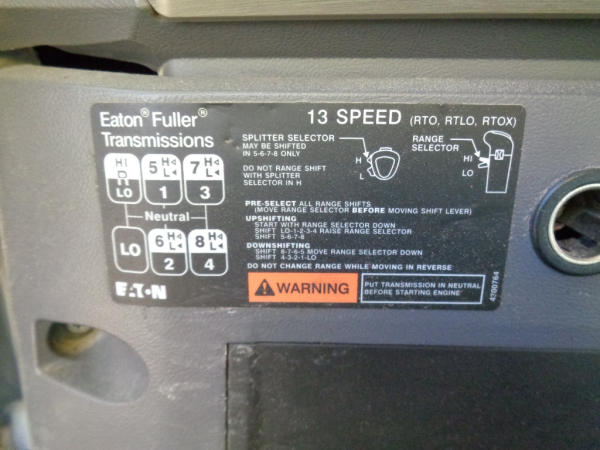 Eaton® Fuller®
Transmissions
13 SPEED (RTO, RTLO, RTOX)
SPLITTER SELECTOR
MAY BE SHIFTED
IN 5-6-7-8 ONLY
DO NOT RANGE SHIFT
WITH SPLITTER
SELECTOR IN H
H
L
RANGE
SELECTOR
HI
LO
HI
R
LO
5 H
L
1
7 H
L
3
Neutral
LO
6 H
L
2
8 H
L
4
EATON
PRE-SELECT ALL RANGE SHIFTS
(MOVE RANGE SELECTOR BEFORE MOVING SHIFT LEVER)
UPSHIFTING
START WITH RANGE SELECTOR DOWN
SHIFT LO-1-2-3-4 RAISE RANGE SELECTOR
SHIFT 5-6-7-8
DOWNSHIFTING
SHIFT 8-7-6-5 MOVE RANGE SELECTOR DOWN
SHIFT 4-3-2-1-LO
DO NOT CHANGE RANGE WHILE MOVING IN REVERSE
WARNING
PUT TRANSMISSION IN NEUTRAL
BEFORE STARTING ENGINE
4200764